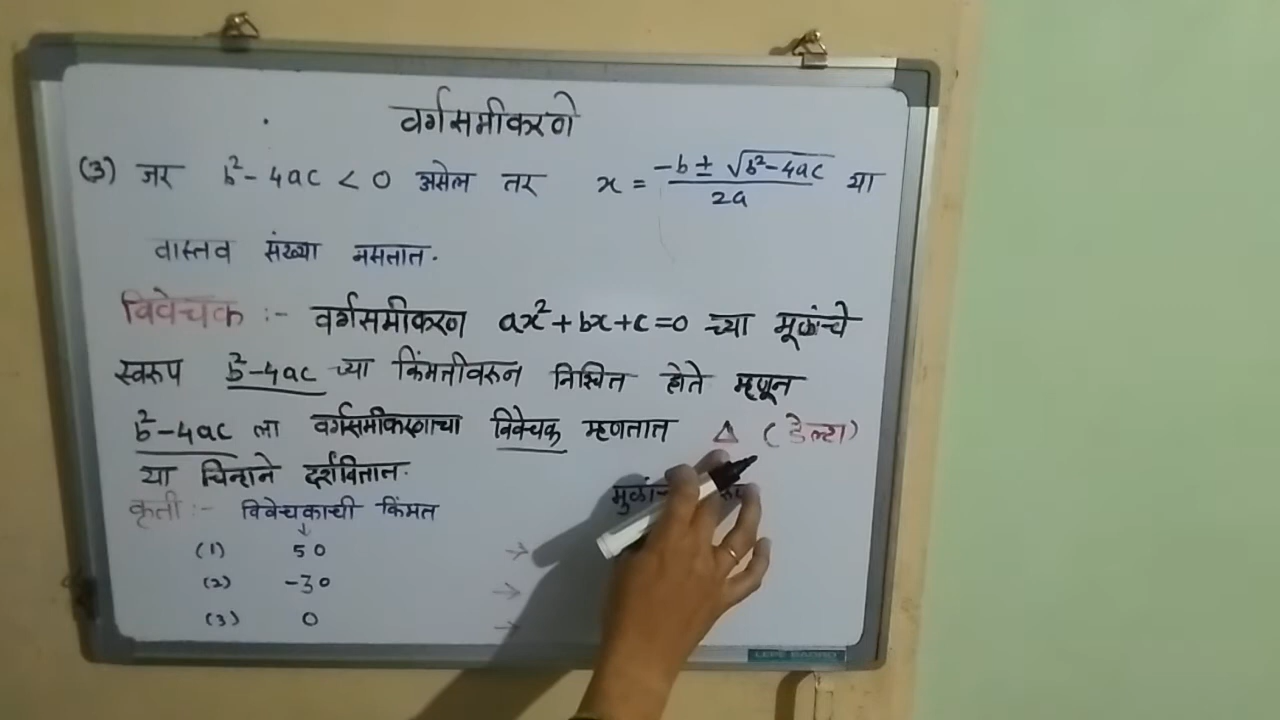 वर्गसमीकरणे
(3) जर b²-4ac < 0 असेल तर x = -b ± √b²-4ac / 2a या
वास्तव संख्या नसतात.
विवेचक :- वर्गसमीकरण ax²+bx+c=0 च्या मूळांचे
स्वरूप b²-4ac च्या किंमतीवरून निश्चित होते म्हणून
b²-4ac ला वर्गसमीकरणाचा विवेचक म्हणतात Δ (डेल्टा)
या चिन्हाने दर्शवितात.
कृती :- विवेचकाची किंमत
↓
(1) 50 →
(2) -30 →
(3) 0 →